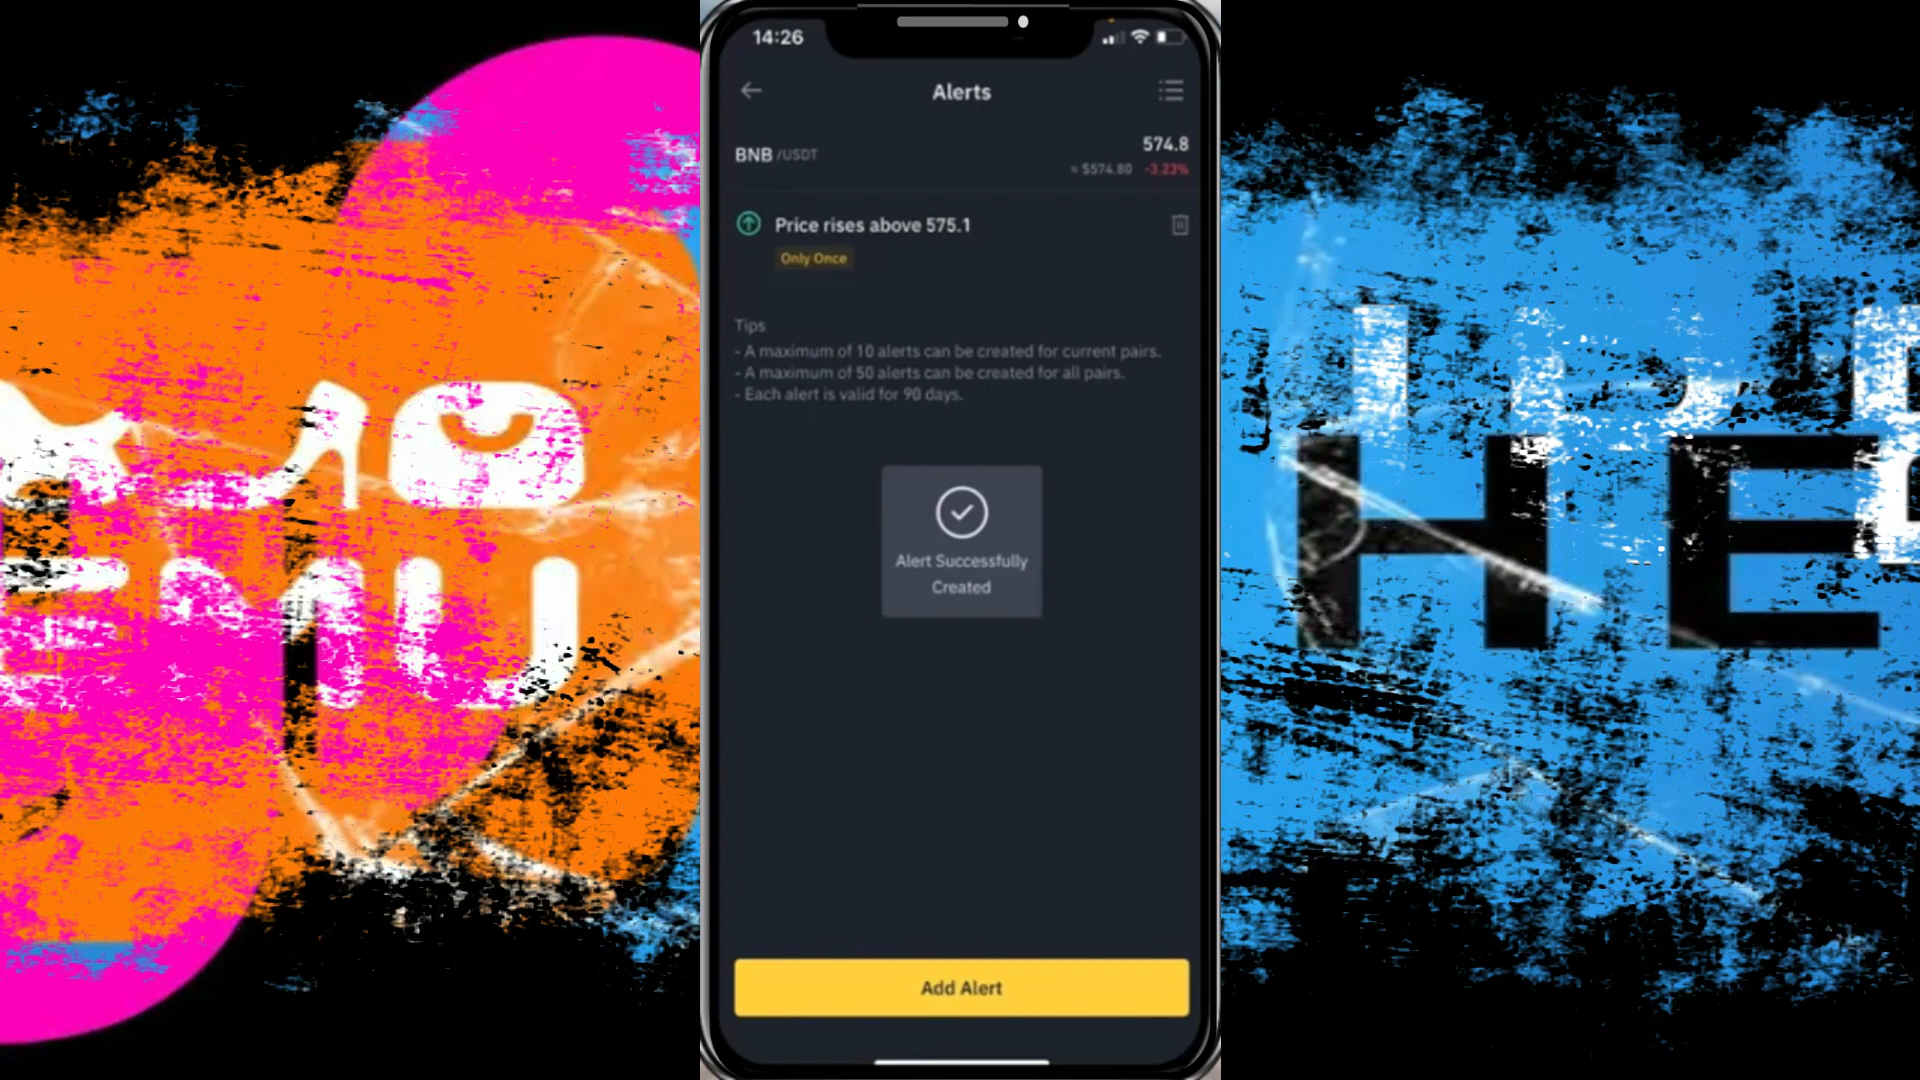 14:26
Alerts
BNB /USDT
574.8
≈ $574.80 -3.23%
Price rises above 575.1
Only Once
Tips
- A maximum of 10 alerts can be created for current pairs.
- A maximum of 50 alerts can be created for all pairs.
- Each alert is valid for 90 days.
Alert Successfully
Created
Add Alert
HE